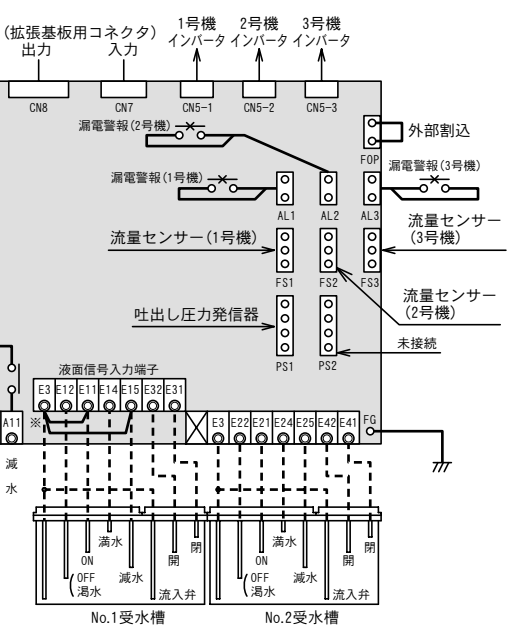 (拡張基板用コネクタ)
出力
入力
1号機
インバータ
2号機
インバータ
3号機
インバータ
CN8
CN7
CN5-1
CN5-2
CN5-3
漏電警報(2号機)
外部割込
FOP
漏電警報(1号機)
漏電警報(3号機)
AL1
AL2
AL3
流量センサー(1号機)
流量センサー
(3号機)
FS1
FS2
FS3
流量センサー
(2号機)
吐出し圧力発信器
未接続
PS1
PS2
液面信号入力端子
E3 E12 E11 E14 E15 E32 E31
A11
※
E3 E22 E21 E24 E25 E42 E41
FG
減
水
満水
開
閉
ON
OFF
渇水
減水
流入弁
満水
開
閉
ON
OFF
渇水
減水
流入弁
No.1受水槽
No.2受水槽